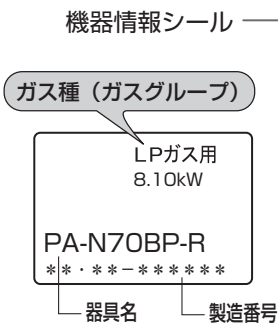 機器情報シール
ガス種（ガスグループ）
LPガス用
8.10kW
PA-N70BP-R
＊＊・＊＊－＊＊＊＊＊＊
器具名
製造番号